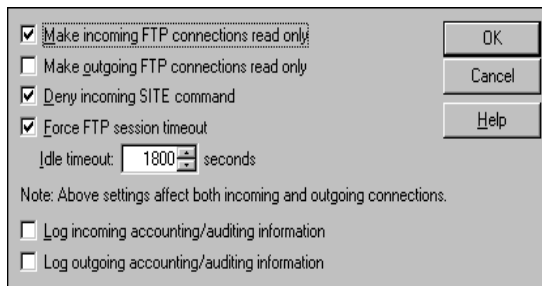 Make incoming FTP connections read only
OK
Make outgoing FTP connections read only
Cancel
Deny incoming SITE command
Help
Force FTP session timeout
Idle timeout: 1800 seconds
Note: Above settings affect both incoming and outgoing connections.
Log incoming accounting/auditing information
Log outgoing accounting/auditing information